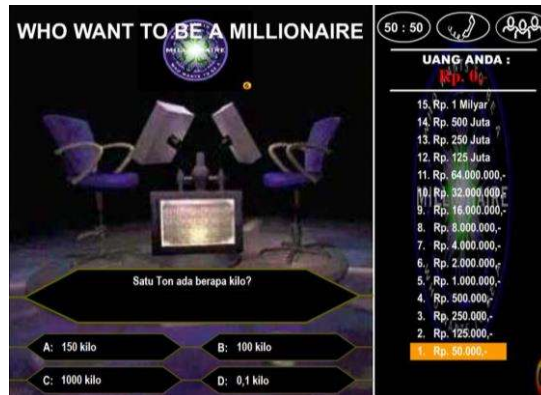 WHO WANT TO BE A MILLIONAIRE
50 : 50
UANG ANDA :
Rp. 0,-
15. Rp. 1 Milyar
14. Rp. 500 Juta
13. Rp. 250 Juta
12. Rp. 125 Juta
11. Rp. 64.000.000,-
10. Rp. 32.000.000,-
9. Rp. 16.000.000,-
8. Rp. 8.000.000,-
7. Rp. 4.000.000,-
6. Rp. 2.000.000,-
5. Rp. 1.000.000,-
4. Rp. 500.000,-
3. Rp. 250.000,-
2. Rp. 125.000,-
1. Rp. 50.000,-
Satu Ton ada berapa kilo?
A: 150 kilo
B: 100 kilo
C: 1000 kilo
D: 0,1 kilo